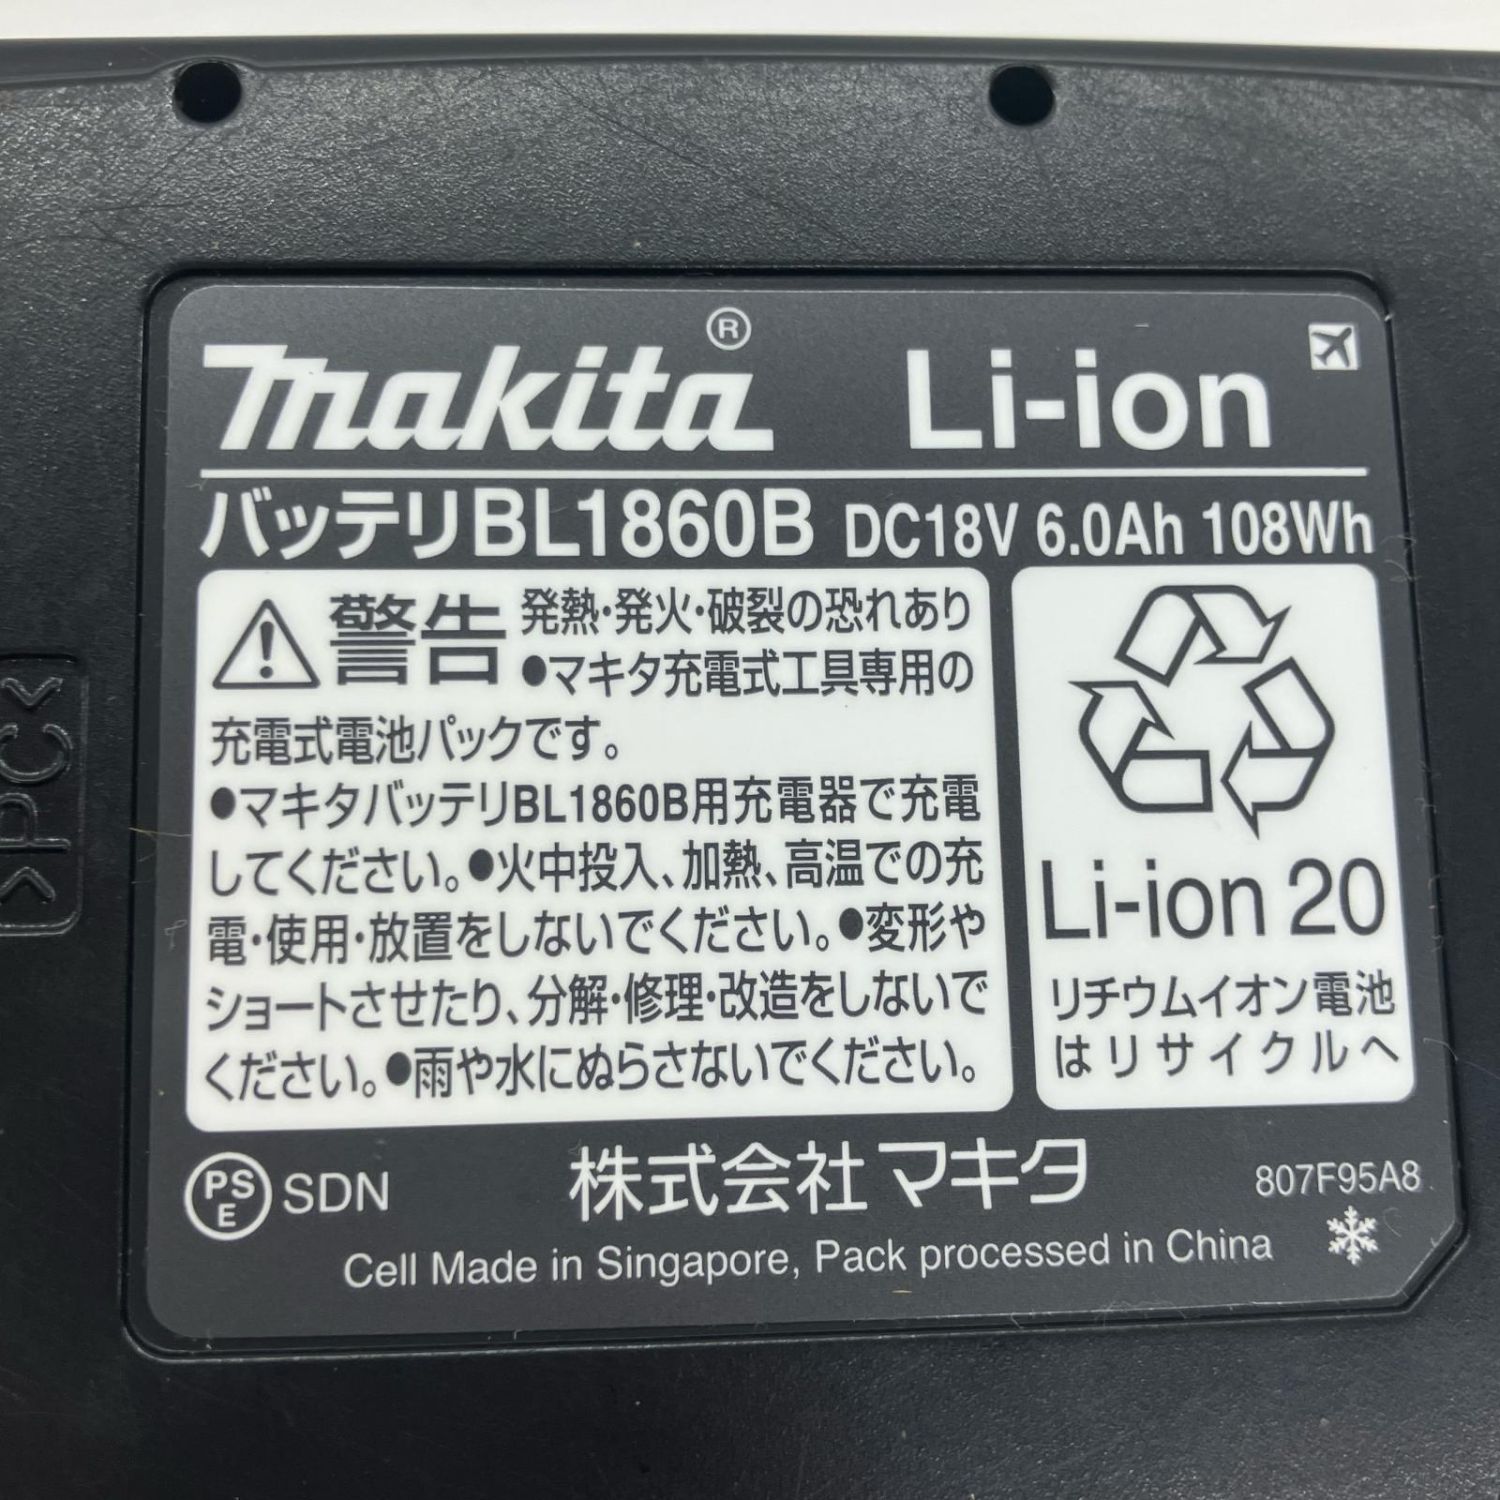 makita® Li-ion
バッテリBL1860B DC18V 6.0Ah 108Wh
警告 発熱・発火・破裂の恐れあり
●マキタ充電式工具専用の
充電式電池パックです。
●マキタバッテリBL1860B用充電器で充電
してください。●火中投入、加熱、高温での充
電・使用・放置をしないでください。●変形や
ショートさせたり、分解・修理・改造をしないで
ください。●雨や水にぬらさないでください。
Li-ion 20
リチウムイオン電池
はリサイクルへ
PSE SDN
株式会社マキタ
807F95A8
Cell Made in Singapore, Pack processed in China
>PC<